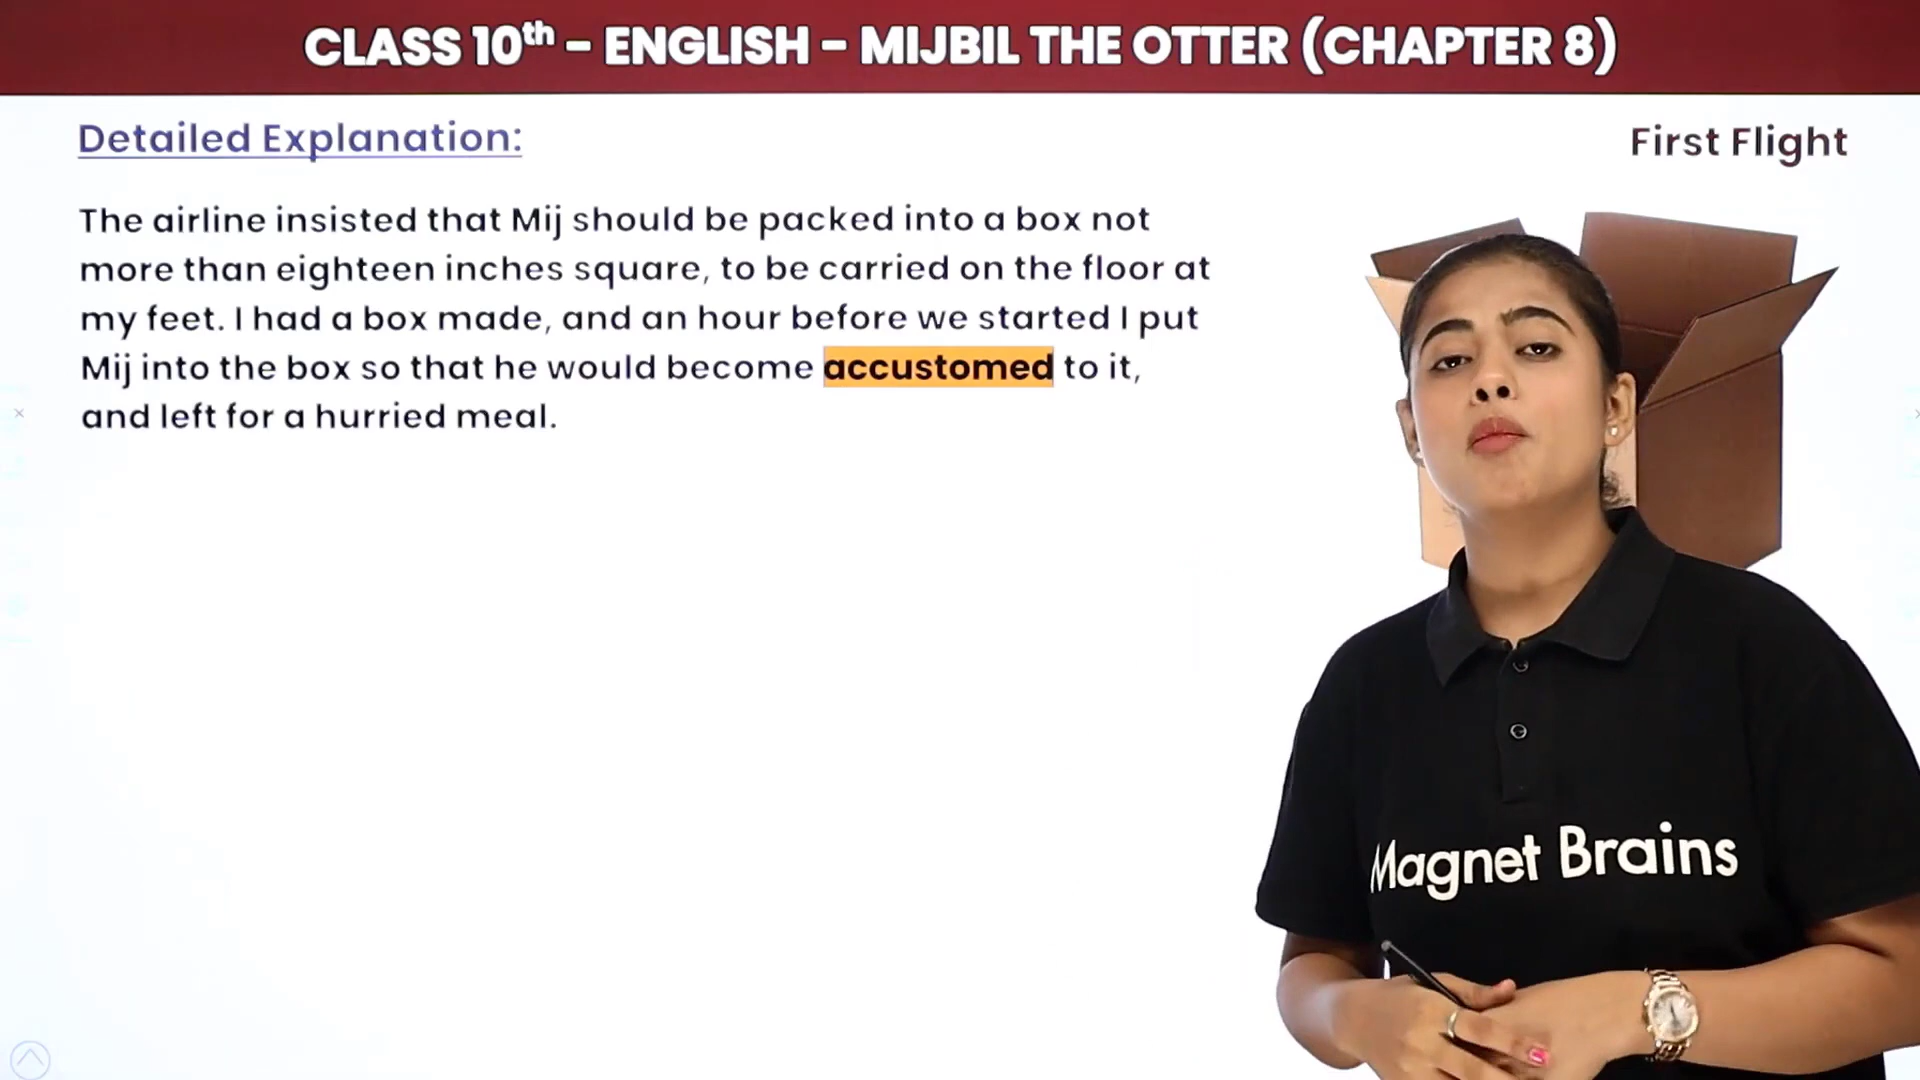 CLASS 10th – ENGLISH – MIJBIL THE OTTER (CHAPTER 8)
Detailed Explanation:
First Flight
The airline insisted that Mij should be packed into a box not
more than eighteen inches square, to be carried on the floor at
my feet. I had a box made, and an hour before we started I put
Mij into the box so that he would become accustomed to it,
and left for a hurried meal.
Magnet Brains